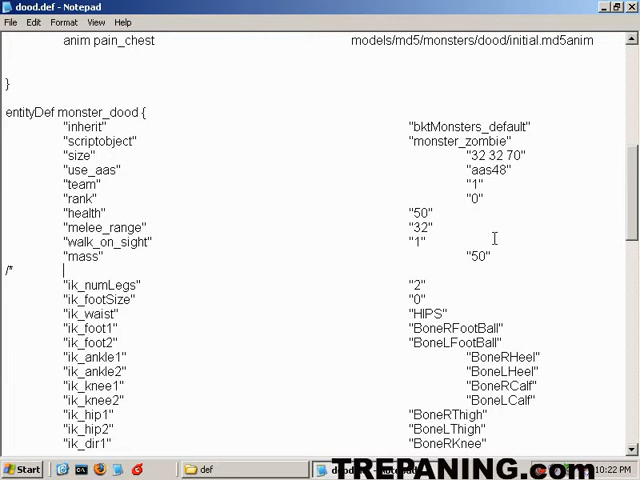 dood.def - Notepad
File Edit Format View Help
anim pain_chest models/md5/monsters/dood/initial.md5anim
}
entityDef monster_dood {
"inherit" "bktMonsters_default"
"scriptobject" "monster_zombie"
"size" "32 32 70"
"use_aas" "aas48"
"team" "1"
"rank" "0"
"health" "50"
"melee_range" "32"
"walk_on_sight" "1"
"mass" "50"
/*
"ik_numLegs" "2"
"ik_footSize" "0"
"ik_waist" "HIPS"
"ik_foot1" "BoneRFootBall"
"ik_foot2" "BoneLFootBall"
"ik_ankle1" "BoneRHeel"
"ik_ankle2" "BoneLHeel"
"ik_knee1" "BoneRCalf"
"ik_knee2" "BoneLCalf"
"ik_hip1" "BoneRThigh"
"ik_hip2" "BoneLThigh"
"ik_dir1" "BoneRKnee"
Start def 10:22 PM
TREPANING.com